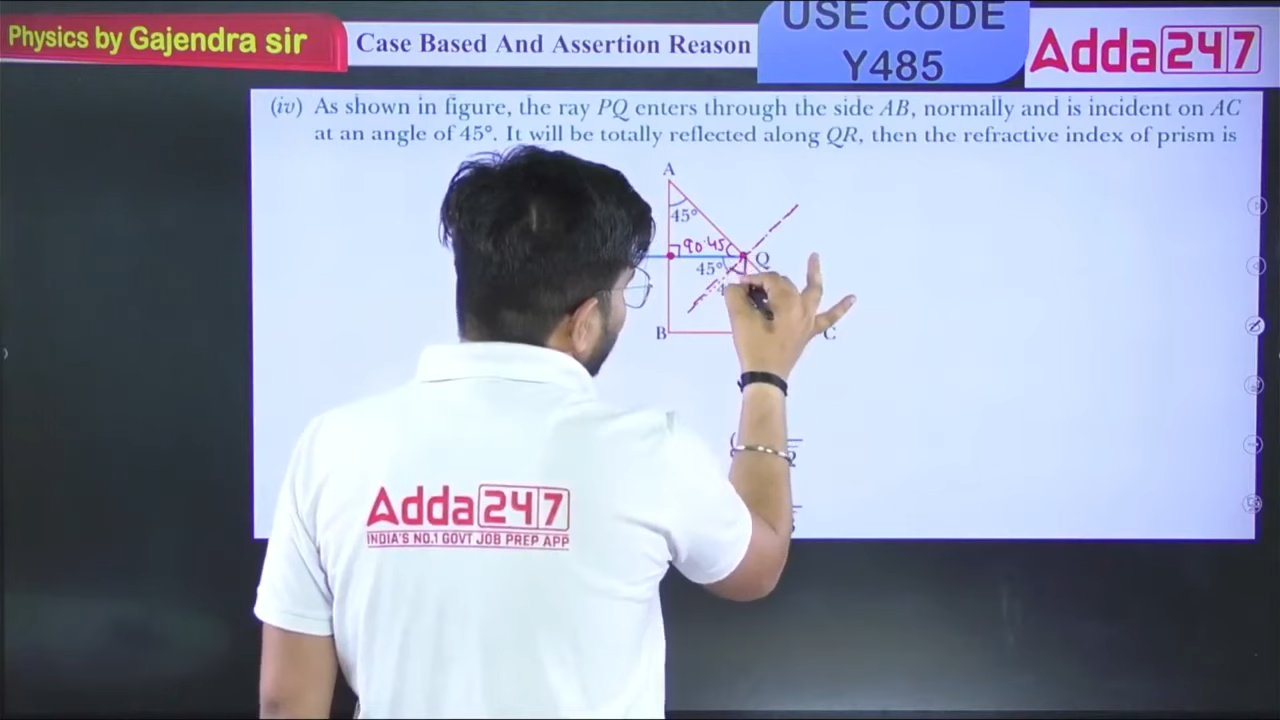 Physics by Gajendra sir
Case Based And Assertion Reason
USE CODE
Y485
Adda247
(iv) As shown in figure, the ray PQ enters through the side AB, normally and is incident on AC
at an angle of 45°. It will be totally reflected along QR, then the refractive index of prism is
A
45°
90-45
Q
45°
B
C
Adda247
INDIA'S NO.1 GOVT JOB PREP APP